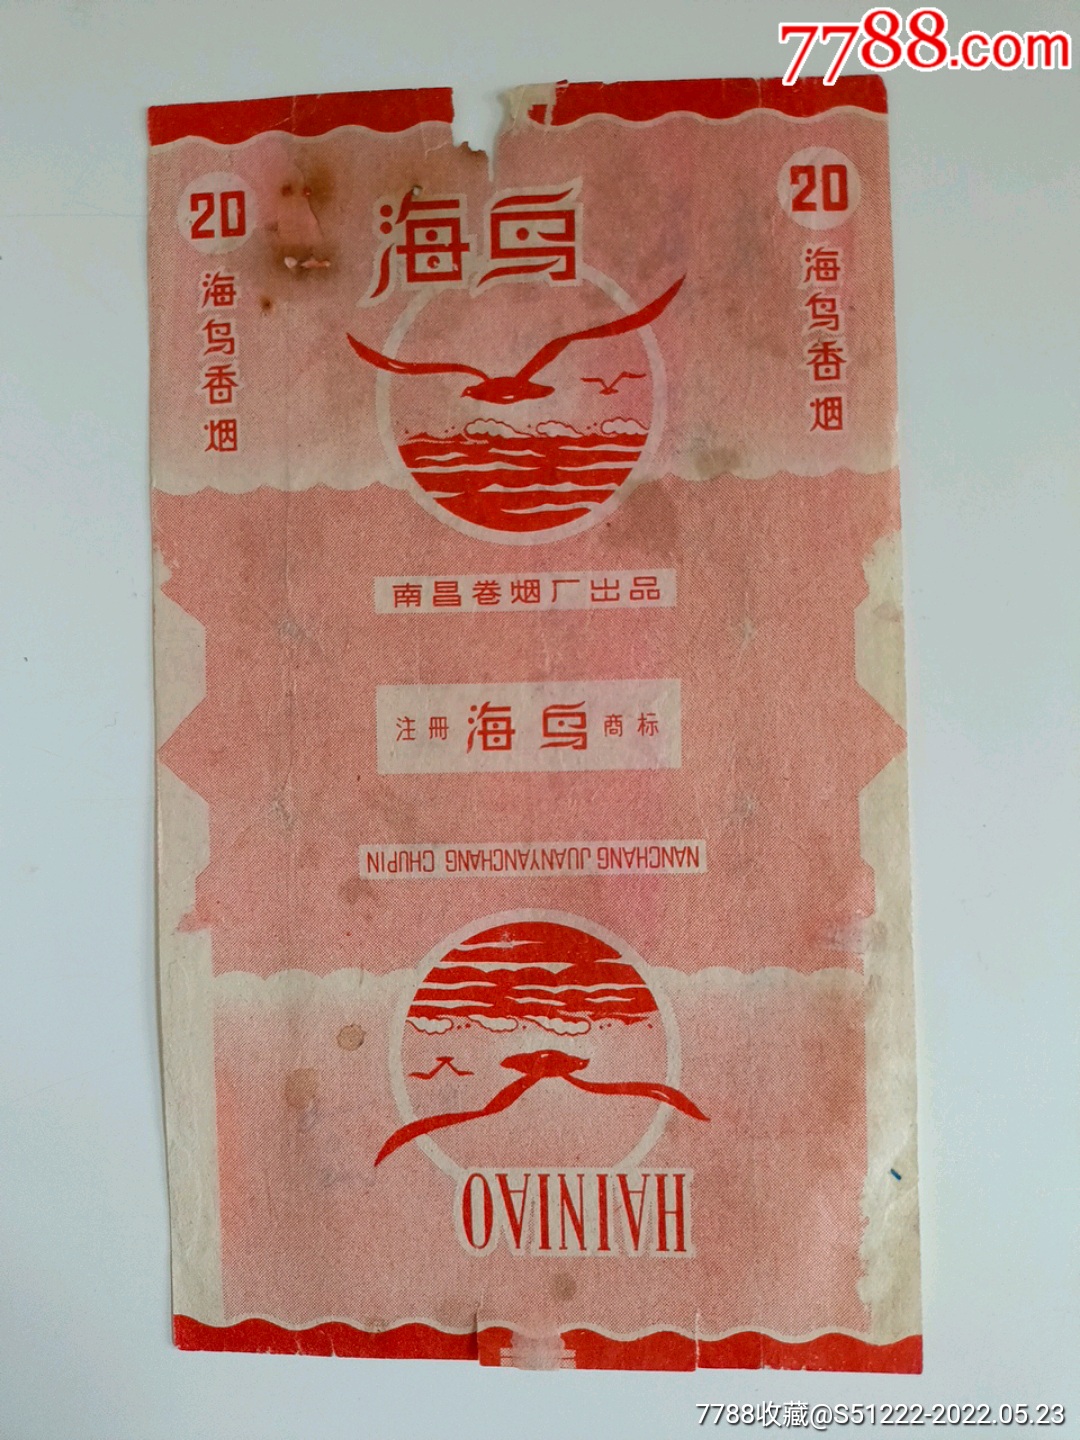 7788.com
20
海鸟香烟
海鸟
20
海鸟香烟
南昌卷烟厂出品
注册 海鸟 商标
NANCHANG JUANYANCHANG CHUPIN
HAINIAO
7788收藏@S51222-2022.05.23